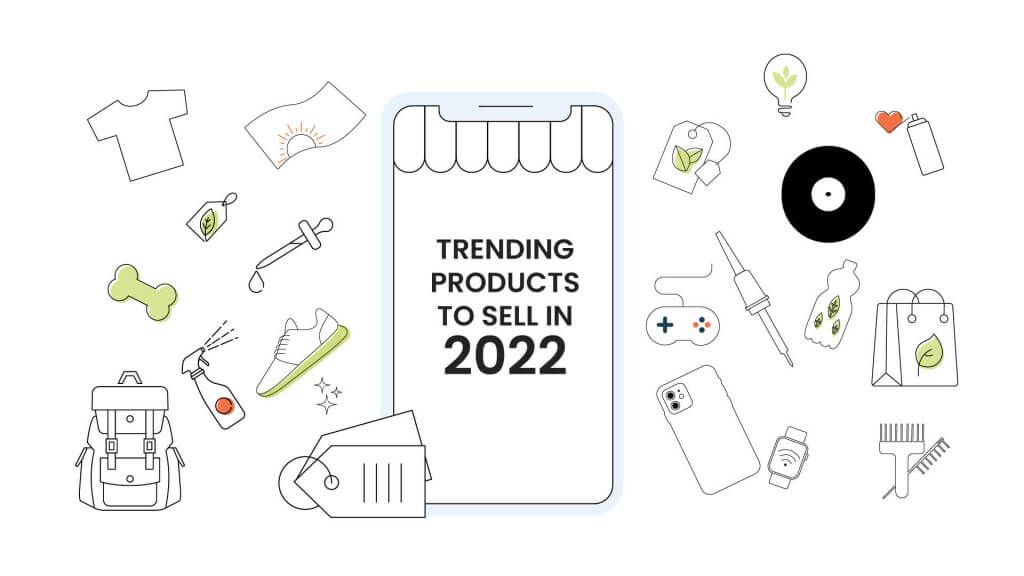 TRENDING
PRODUCTS
TO SELL IN
2022